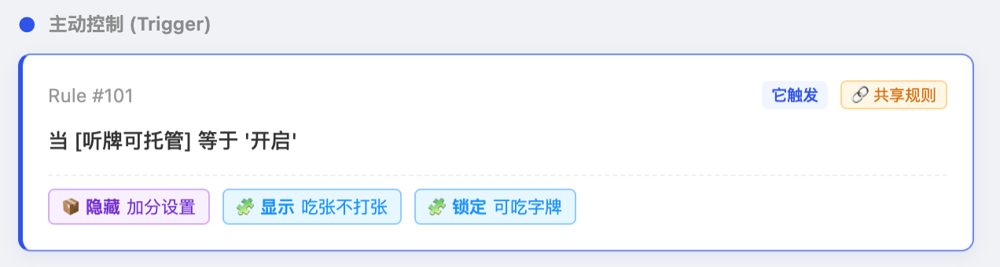 主动控制 (Trigger)
Rule #101 它触发 🔗 共享规则
当 [听牌可托管] 等于 '开启'
📦 隐藏 加分设置 🧩 显示 吃张不打张 🧩 锁定 可吃字牌